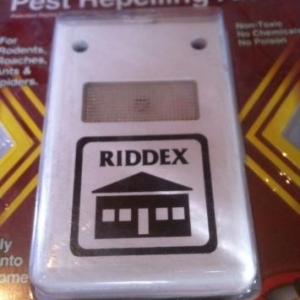 Pest Repelling
For
Rodents,
Roaches,
Ants &
Spiders.
Non-Toxic
No Chemicals
No Poison
RIDDEX